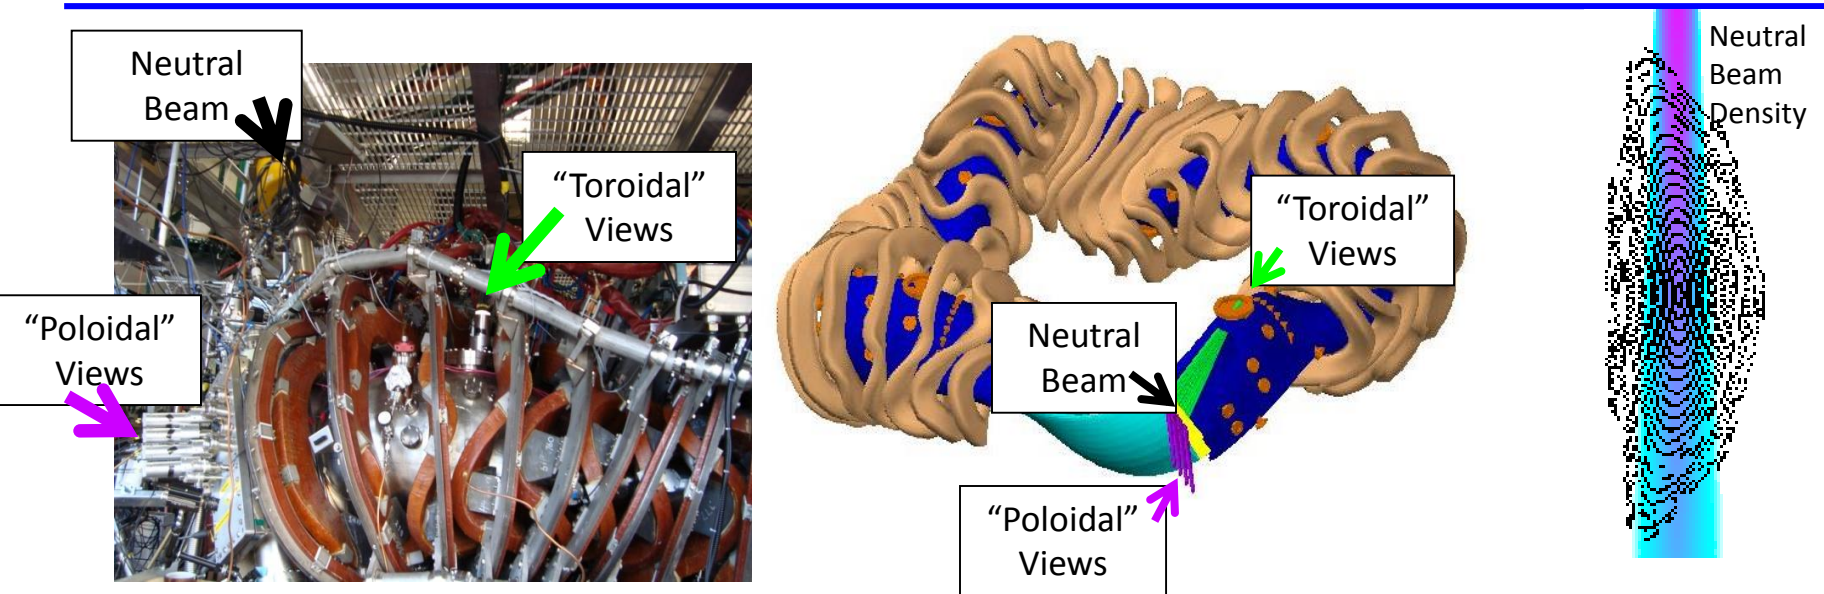 Neutral
Beam
“Toroidal”
Views
“Poloidal”
Views
“Toroidal”
Views
Neutral
Beam
“Poloidal”
Views
Neutral
Beam
Density